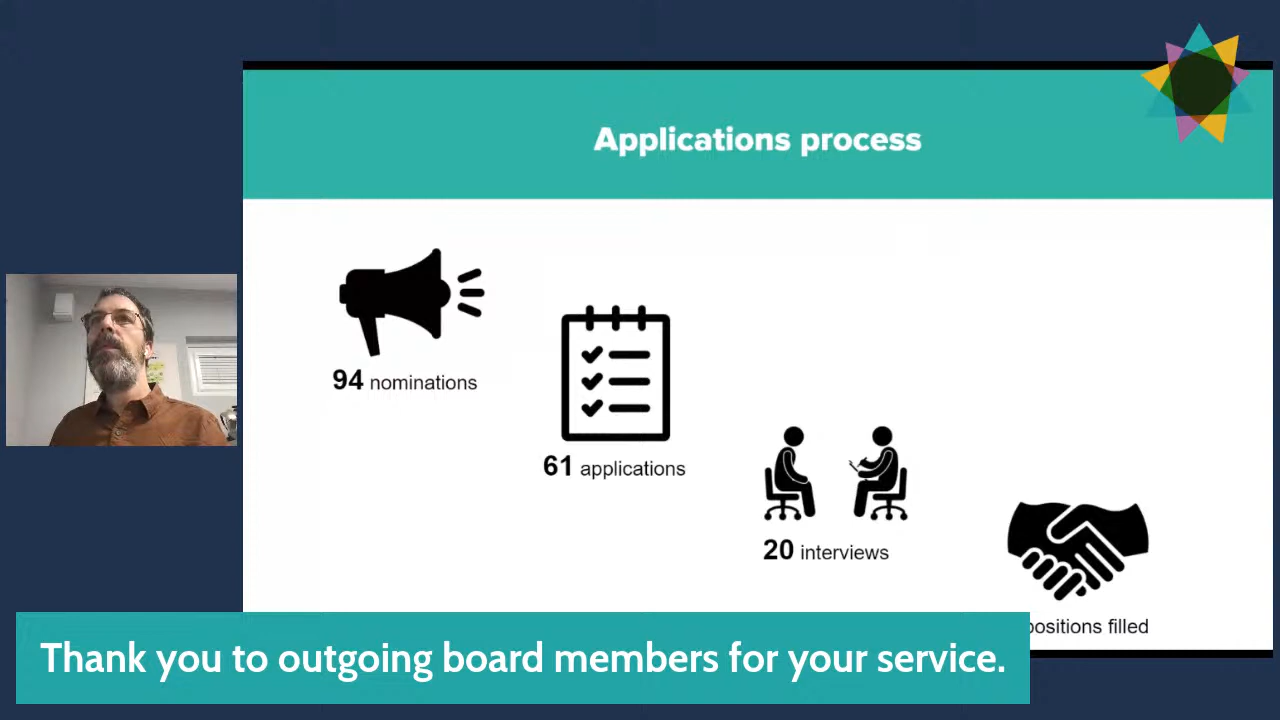 Applications process
94 nominations
61 applications
20 interviews
positions filled
Thank you to outgoing board members for your service.